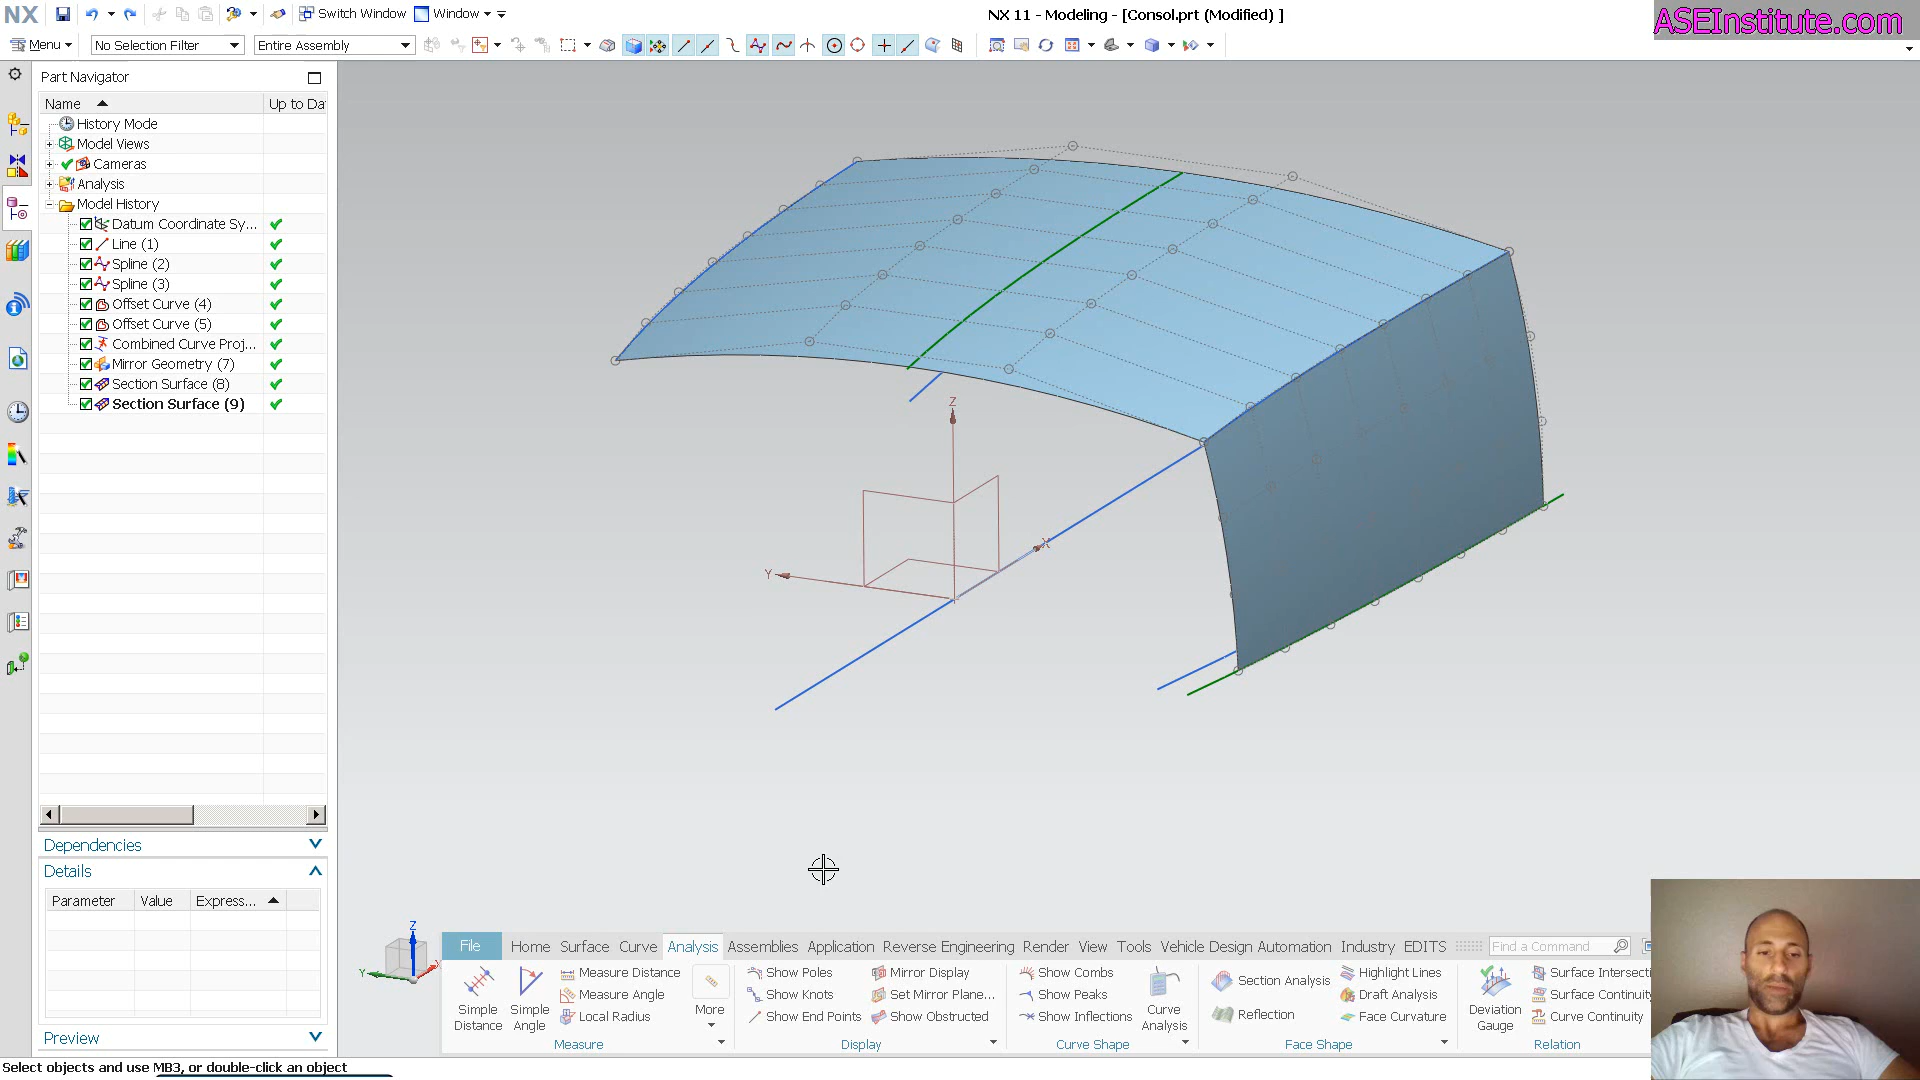 NX
Switch Window
Window
NX 11 - Modeling - [Consol.prt (Modified) ]
ASEInstitute.com
Menu
No Selection Filter
Entire Assembly
Part Navigator
Name
Up to Da
History Mode
Model Views
Cameras
Analysis
Model History
Datum Coordinate Sy...
Line (1)
Spline (2)
Spline (3)
Offset Curve (4)
Offset Curve (5)
Combined Curve Proj...
Mirror Geometry (7)
Section Surface (8)
Section Surface (9)
Dependencies
Details
Parameter
Value
Express...
Preview
Select objects and use MB3, or double-click an object
Z
X
Y
Z
Y
X
File
Home
Surface
Curve
Analysis
Assemblies
Application
Reverse Engineering
Render
View
Tools
Vehicle Design Automation
Industry
EDITS
Find a Command
Simple
Distance
Simple
Angle
Measure Distance
Measure Angle
Local Radius
More
Measure
Show Poles
Show Knots
Show End Points
Mirror Display
Set Mirror Plane...
Show Obstructed
Display
Show Combs
Show Peaks
Show Inflections
Curve
Analysis
Curve Shape
Section Analysis
Reflection
Highlight Lines
Draft Analysis
Face Curvature
Face Shape
Deviation
Gauge
Surface Intersecti
Surface Continuity
Curve Continuity
Relation